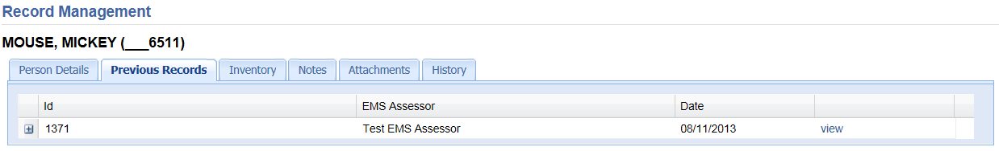 Record Management
MOUSE, MICKEY (___6511)
Person Details Previous Records Inventory Notes Attachments History
Id EMS Assessor Date
1371 Test EMS Assessor 08/11/2013 view